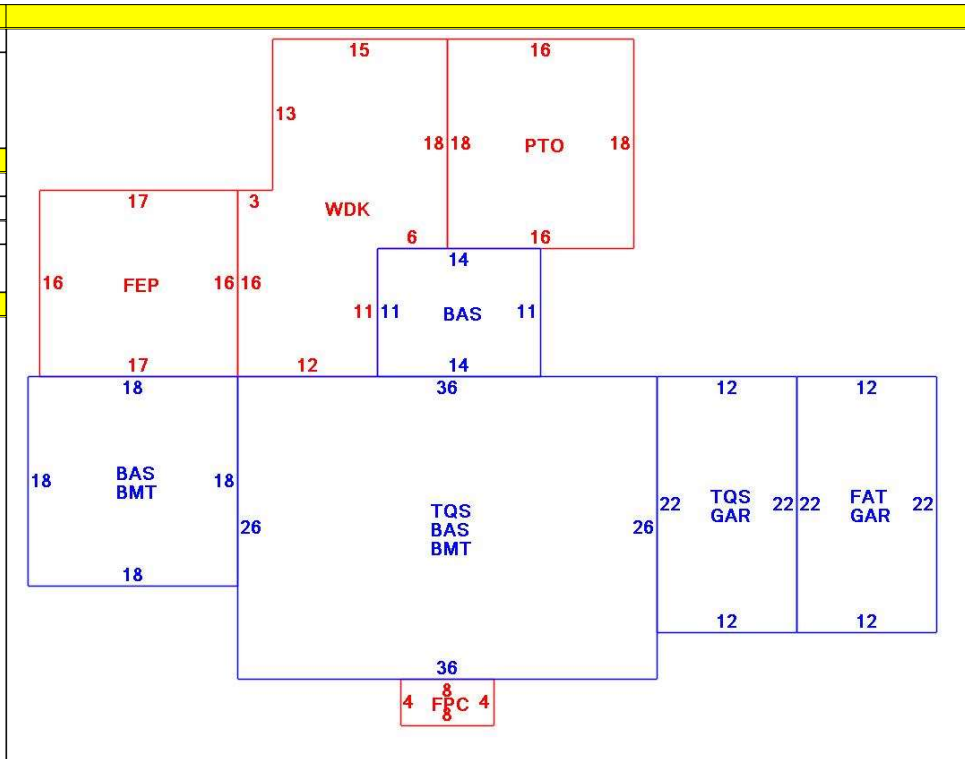 15 16
13
18 18 PTO 18
17 3
WDK
6 16
14
16 FEP 16 16
11 11 BAS 11
17 12 14
18 36 12 12
18 BAS 18
BMT
22 TQS 22 22 FAT 22
GAR GAR
TQS
26 BAS 26
BMT
18
12 12
36
8
4 FPC 4
8